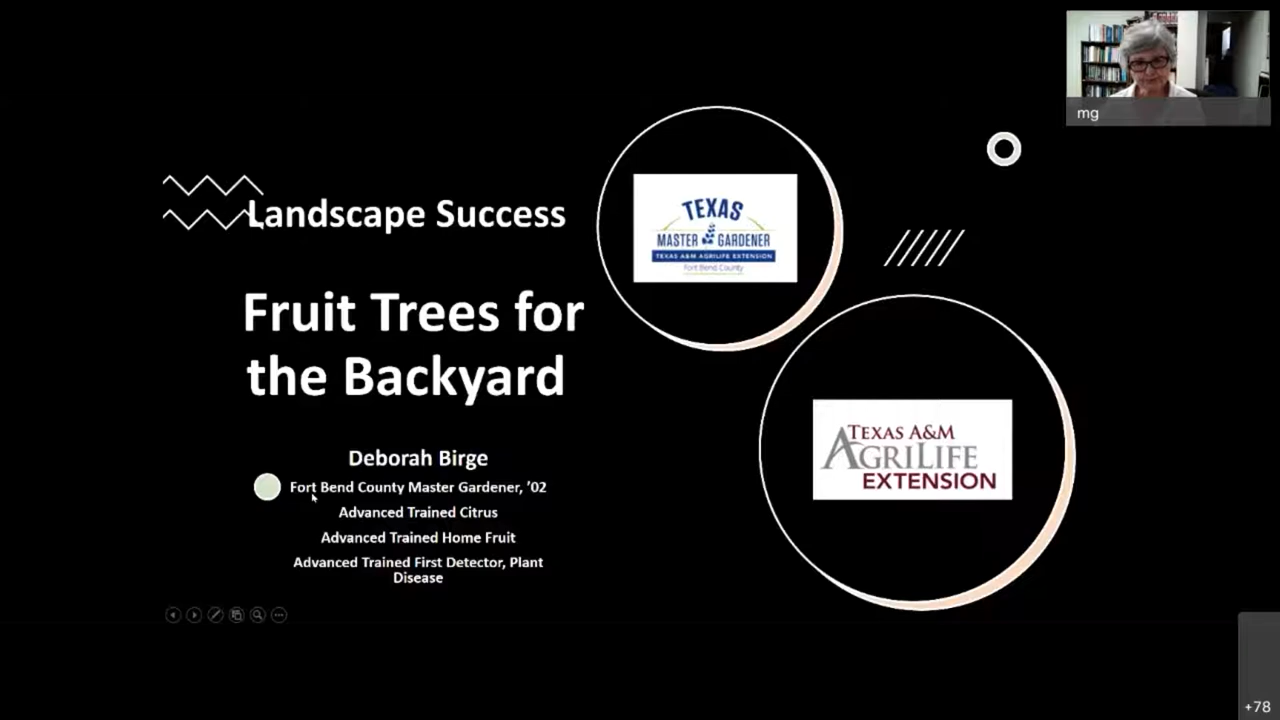 mg
Landscape Success
Fruit Trees for
the Backyard
Deborah Birge
Fort Bend County Master Gardener, ’02
Advanced Trained Citrus
Advanced Trained Home Fruit
Advanced Trained First Detector, Plant
Disease
TEXAS
MASTER GARDENER
TEXAS A&M AGRILIFE EXTENSION
Fort Bend County
TEXAS A&M
AGRILIFE
EXTENSION
+78